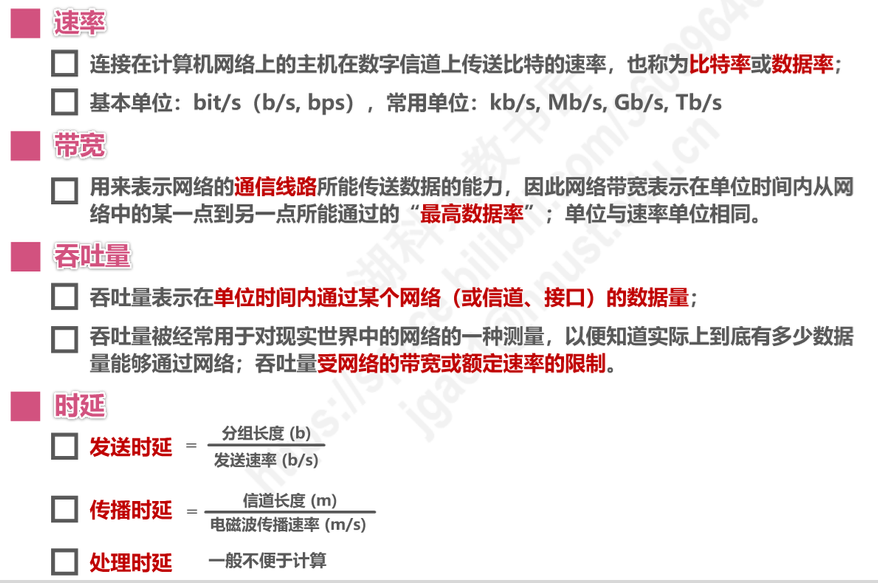 速率
连接在计算机网络上的主机在数字信道上传送比特的速率，也称为比特率或数据率；
基本单位：bit/s（b/s, bps），常用单位：kb/s, Mb/s, Gb/s, Tb/s
带宽
用来表示网络的通信线路所能传送数据的能力，因此网络带宽表示在单位时间内从网
络中的某一点到另一点所能通过的“最高数据率”；单位与速率单位相同。
吞吐量
吞吐量表示在单位时间内通过某个网络（或信道、接口）的数据量；
吞吐量被经常用于对现实世界中的网络的一种测量，以便知道实际上到底有多少数据
量能够通过网络；吞吐量受网络的带宽或额定速率的限制。
时延
发送时延 =
分组长度 (b)
发送速率 (b/s)
传播时延 =
信道长度 (m)
电磁波传播速率 (m/s)
处理时延 一般不便于计算